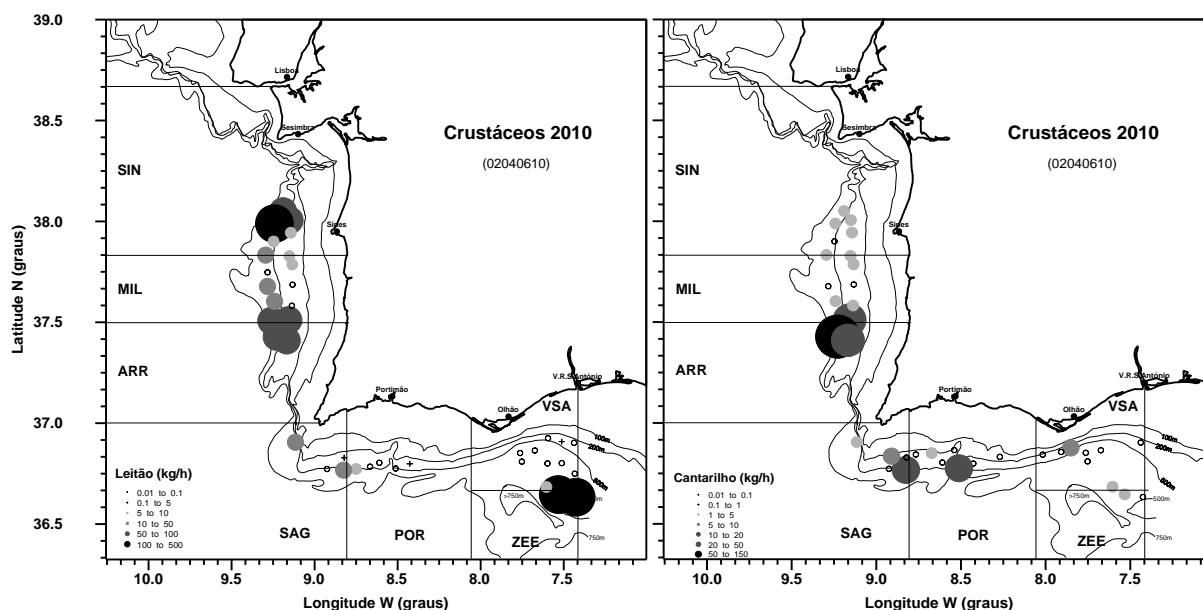 39.0
38.5
38.0
37.5
37.0
36.5
Latitude N (graus)
10.0 9.5 9.0 8.5 8.0 7.5
Longitude W (graus)
Crustáceos 2010
(02040610)
Lisboa
Sesimbra
Sines
Portimão
Olhão
V.R.S.António
SIN
MIL
ARR
SAG
POR
VSA
ZEE
100m
200m
500m
>750m
750m
Leitão (kg/h)
0.01 to 0.1
0.1 to 5
5 to 10
10 to 50
50 to 100
100 to 500
Crustáceos 2010
(02040610)
Lisboa
Sesimbra
Sines
Portimão
Olhão
V.R.S.António
SIN
MIL
ARR
SAG
POR
VSA
ZEE
100m
200m
500m
>750m
500m
750m
Cantarilho (kg/h)
0.01 to 0.1
0.1 to 1
1 to 5
5 to 10
10 to 20
20 to 50
50 to 150
10.0 9.5 9.0 8.5 8.0 7.5
Longitude W (graus)